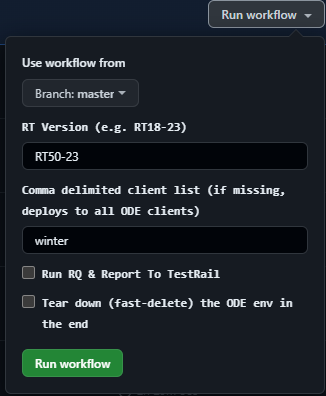 Run workflow
Use workflow from
Branch: master
RT Version (e.g. RT18-23)
RT50-23
Comma delimited client list (if missing,
deploys to all ODE clients)
winter
Run RQ & Report To TestRail
Tear down (fast-delete) the ODE env in
the end
Run workflow